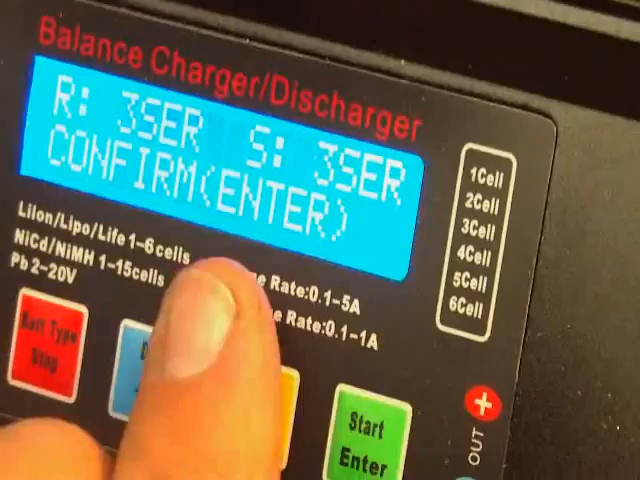 Balance Charger/Discharger
R: 3SER S: 3SER
CONFIRM(ENTER)
LiIon/Lipo/Life 1-6cells
NiCd/NiMH 1-15cells
Pb 2-20V
Rate:0.1-5A
Rate:0.1-1A
1Cell
2Cell
3Cell
4Cell
5Cell
6Cell
Batt Type
Stop
Start
Enter
+
OUT